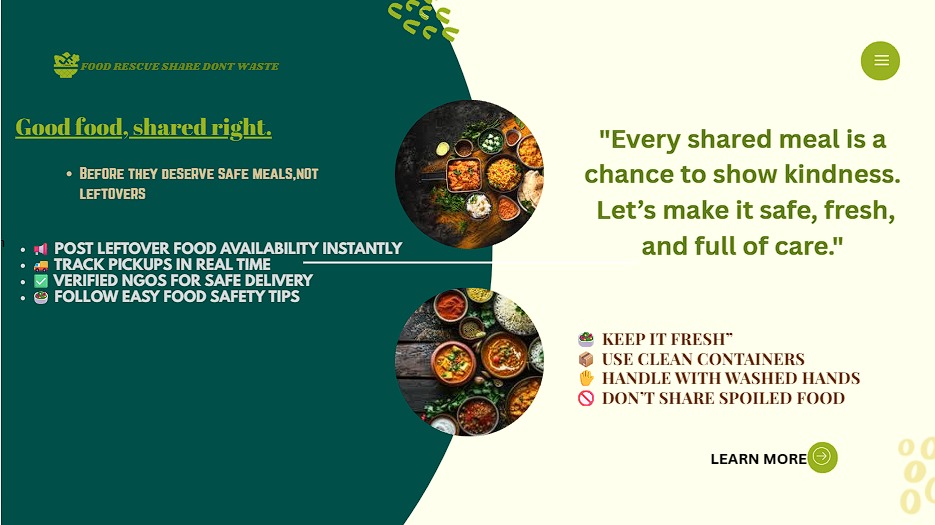 FOOD RESCUE SHARE DONT WASTE
Good food, shared right.
• BEFORE THEY DESERVE SAFE MEALS,NOT
LEFTOVERS
• 📢 POST LEFTOVER FOOD AVAILABILITY INSTANTLY
• 🚚 TRACK PICKUPS IN REAL TIME
• ✅ VERIFIED NGOS FOR SAFE DELIVERY
• 🥗 FOLLOW EASY FOOD SAFETY TIPS
"Every shared meal is a
chance to show kindness.
Let’s make it safe, fresh,
and full of care."
🥗 KEEP IT FRESH”
📦 USE CLEAN CONTAINERS
🤚 HANDLE WITH WASHED HANDS
🚫 DON’T SHARE SPOILED FOOD
LEARN MORE